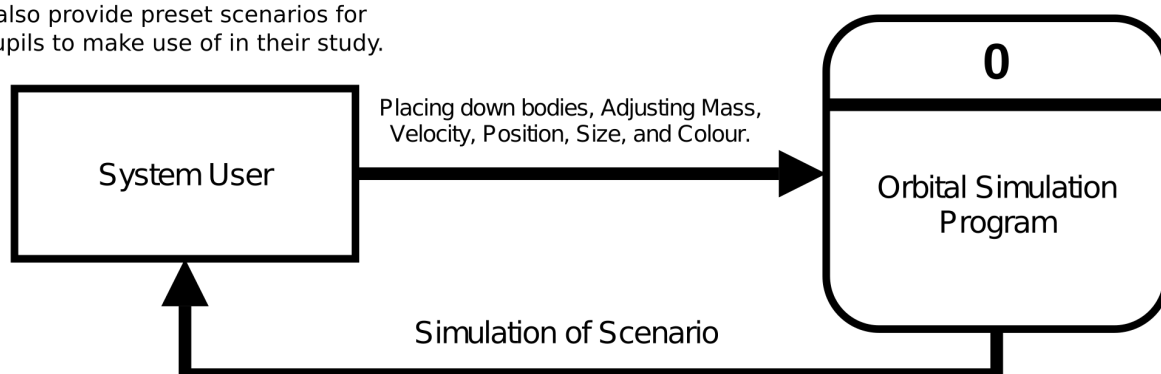 also provide preset scenarios for
upils to make use of in their study.
0
Placing down bodies, Adjusting Mass,
Velocity, Position, Size, and Colour.
System User
Orbital Simulation
Program
Simulation of Scenario